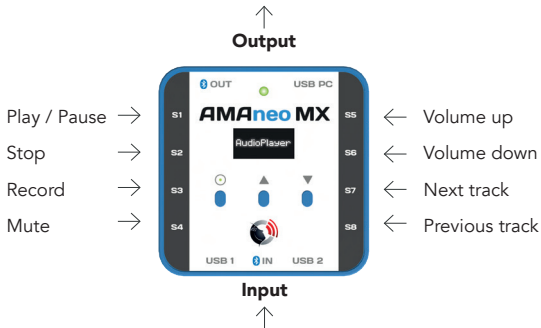 Output
OUT USB PC
AMAneo MX
AudioPlayer
Play / Pause S1
Stop S2
Record S3
Mute S4
S5 Volume up
S6 Volume down
S7 Next track
S8 Previous track
USB 1 IN USB 2
Input